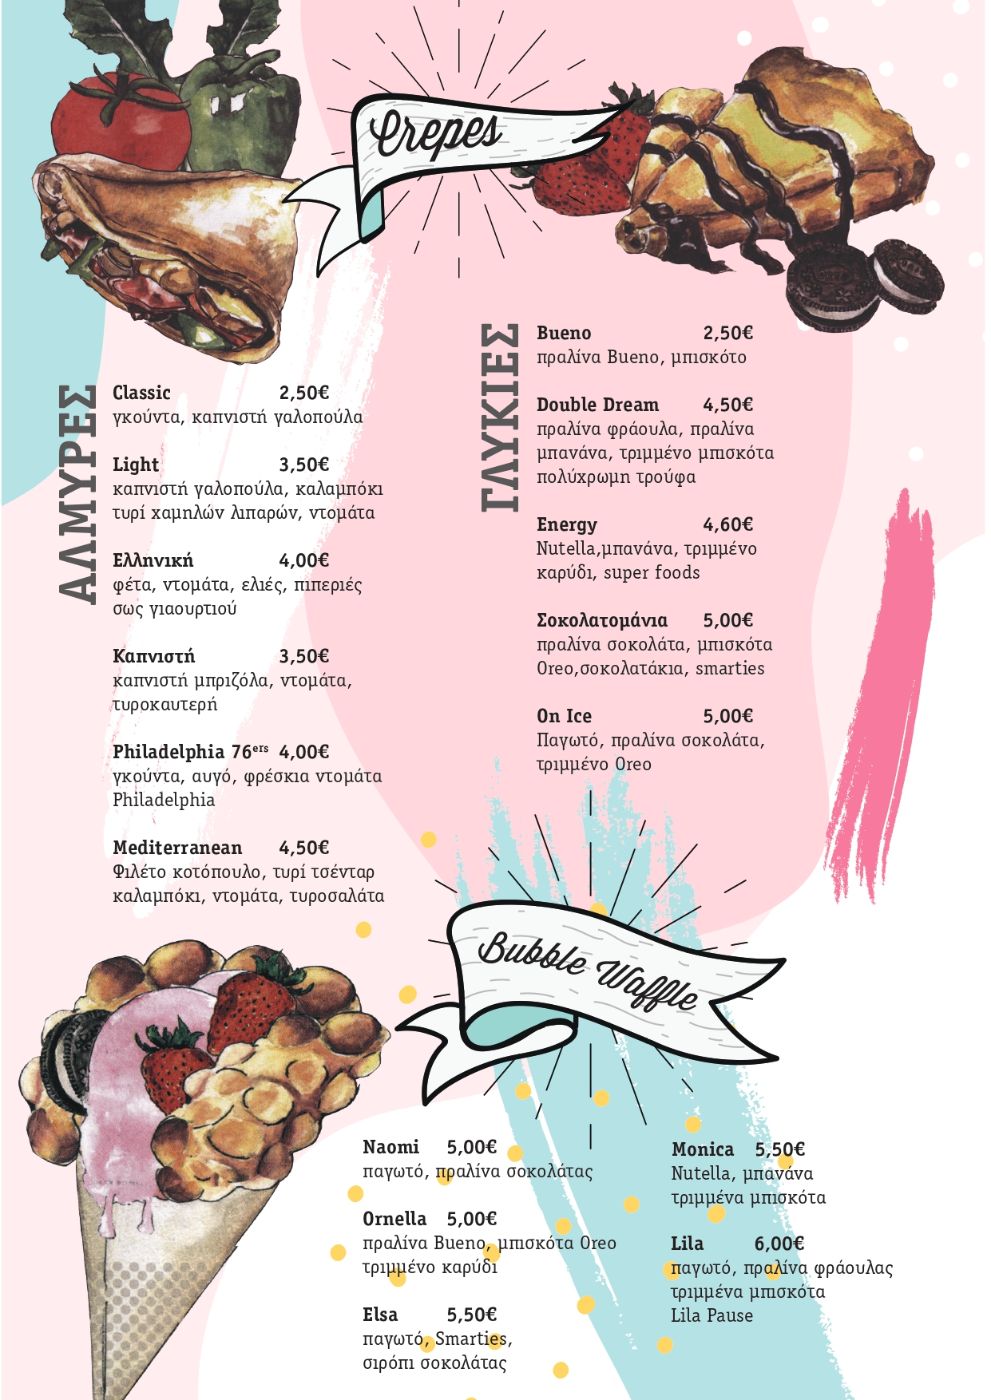 Crepes
ΑΛΜΥΡΕΣ
Classic 2,50€
γκούντα, καπνιστή γαλοπούλα
Light 3,50€
καπνιστή γαλοπούλα, καλαμπόκι
τυρί χαμηλών λιπαρών, ντομάτα
Ελληνική 4,00€
φέτα, ντομάτα, ελιές, πιπεριές
σως γιαουρτιού
Καπνιστή 3,50€
καπνιστή μπριζόλα, ντομάτα,
τυροκαυτερή
Philadelphia 76ers 4,00€
γκούντα, αυγό, φρέσκια ντομάτα
Philadelphia
Mediterranean 4,50€
Φιλέτο κοτόπουλο, τυρί τσένταρ
καλαμπόκι, ντομάτα, τυροσαλάτα
ΓΛΥΚΙΕΣ
Bueno 2,50€
πραλίνα Bueno, μπισκότο
Double Dream 4,50€
πραλίνα φράουλα, πραλίνα
μπανάνα, τριμμένο μπισκότα
πολύχρωμη τρούφα
Energy 4,60€
Nutella,μπανάνα, τριμμένο
καρύδι, super foods
Σοκολατομάνια 5,00€
πραλίνα σοκολάτα, μπισκότα
Oreo,σοκολατάκια, smarties
On Ice 5,00€
Παγωτό, πραλίνα σοκολάτα,
τριμμένο Oreo
Bubble Waffle
Naomi 5,00€
παγωτό, πραλίνα σοκολάτας
Ornella 5,00€
πραλίνα Bueno, μπισκότα Oreo
τριμμένο καρύδι
Elsa 5,50€
παγωτό, Smarties,
σιρόπι σοκολάτας
Monica 5,50€
Nutella, μπανάνα
τριμμένα μπισκότα
Lila 6,00€
παγωτό, πραλίνα φράουλας
τριμμένα μπισκότα
Lila Pause